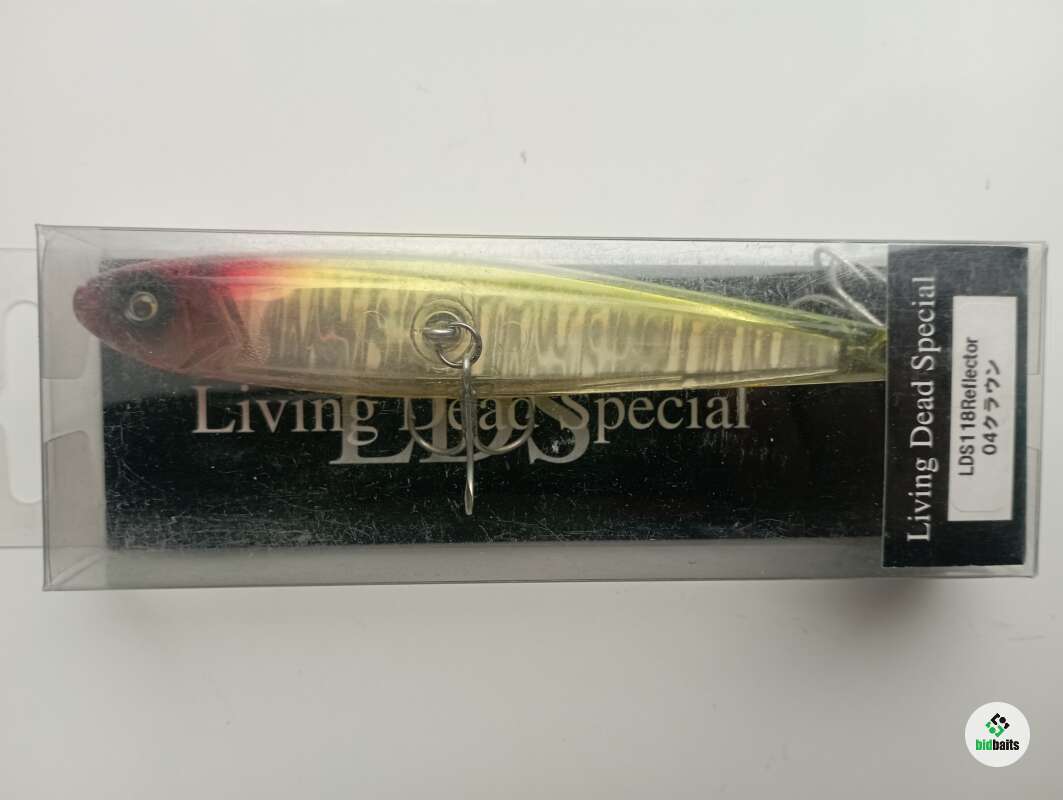 Living Dead Special
LDS
Living Dead Special
LDS118Reflector
04クラウン
bidbaits